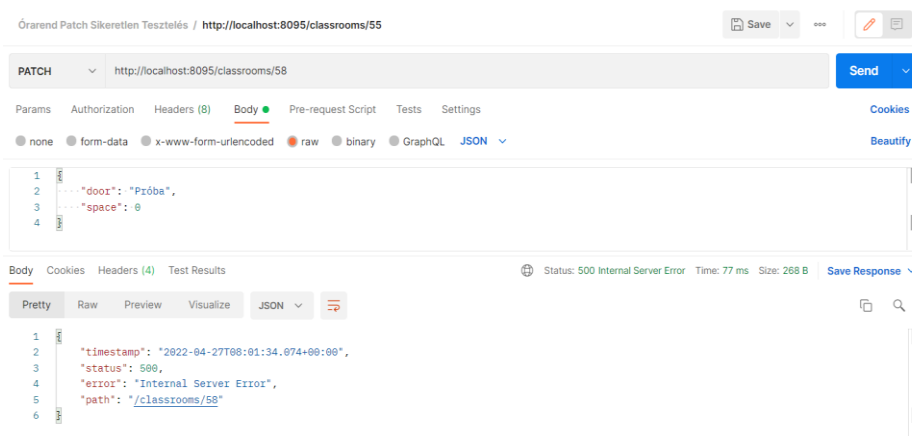 Órarend Patch Sikeretlen Tesztelés / http://localhost:8095/classrooms/55 Save
PATCH http://localhost:8095/classrooms/58 Send
Params Authorization Headers (8) Body Pre-request Script Tests Settings Cookies
none form-data x-www-form-urlencoded raw binary GraphQL JSON Beautify
1 {
2 "door": "Próba",
3 "space": 0
4 }
Body Cookies Headers (4) Test Results Status: 500 Internal Server Error Time: 77 ms Size: 268 B Save Response
Pretty Raw Preview Visualize JSON
1 {
2 "timestamp": "2022-04-27T08:01:34.074+00:00",
3 "status": 500,
4 "error": "Internal Server Error",
5 "path": "/classrooms/58"
6 }